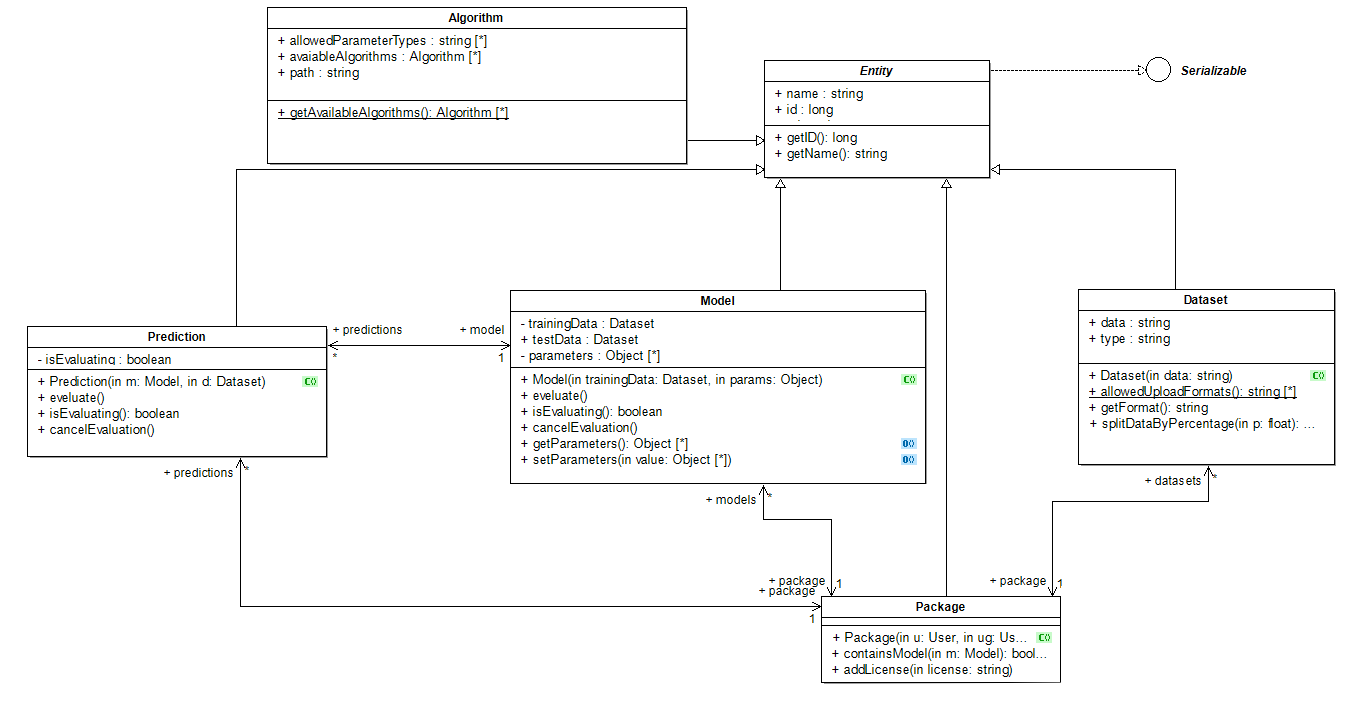 Algorithm
+ allowedParameterTypes : string [*]
+ avaiableAlgorithms : Algorithm [*]
+ path : string
+ getAvailableAlgorithms(): Algorithm [*]
Entity
+ name : string
+ id : long
+ getID(): long
+ getName(): string
Serializable
Prediction
- isEvaluating : boolean
+ Prediction(in m: Model, in d: Dataset)
C()
+ eveluate()
+ isEvaluating(): boolean
+ cancelEvaluation()
+ predictions
*
+ model
1
Model
- trainingData : Dataset
+ testData : Dataset
- parameters : Object [*]
+ Model(in trainingData: Dataset, in params: Object)
C()
+ eveluate()
+ isEvaluating(): boolean
+ cancelEvaluation()
+ getParameters(): Object [*]
O()
+ setParameters(in value: Object [*])
O()
Dataset
+ data : string
+ type : string
+ Dataset(in data: string)
C()
+ allowedUploadFormats(): string [*]
+ getFormat(): string
+ splitDataByPercentage(in p: float): ...
+ predictions
*
+ models
*
+ datasets
*
+ package
1
+ package
1
+ package
1
Package
+ Package(in u: User, in ug: Us...
C()
+ containsModel(in m: Model): bool...
+ addLicense(in license: string)